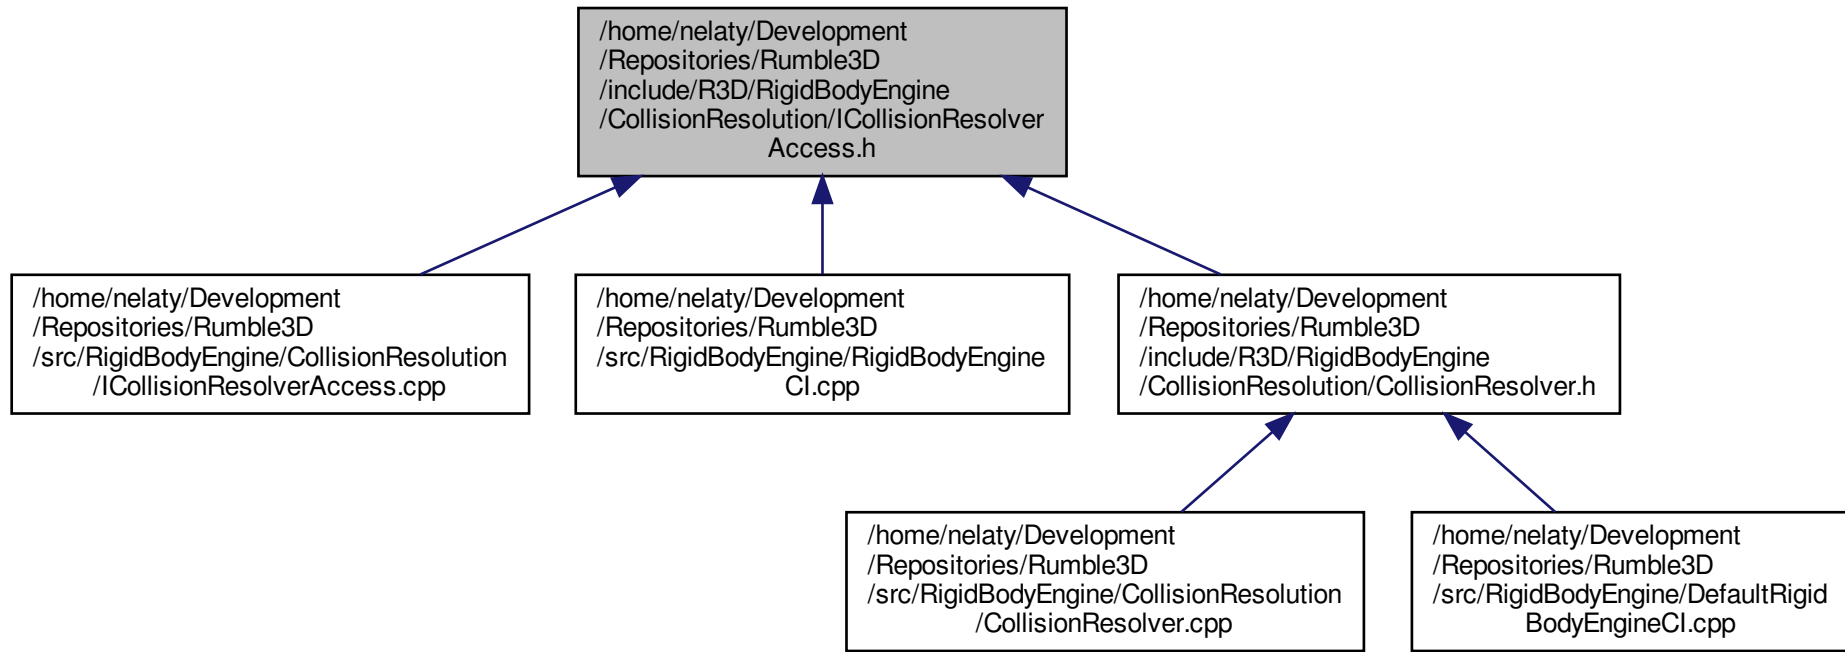 /home/nelaty/Development
/Repositories/Rumble3D
/include/R3D/RigidBodyEngine
/CollisionResolution/ICollisionResolver
Access.h
/home/nelaty/Development
/Repositories/Rumble3D
/src/RigidBodyEngine/CollisionResolution
/ICollisionResolverAccess.cpp
/home/nelaty/Development
/Repositories/Rumble3D
/src/RigidBodyEngine/RigidBodyEngine
CI.cpp
/home/nelaty/Development
/Repositories/Rumble3D
/include/R3D/RigidBodyEngine
/CollisionResolution/CollisionResolver.h
/home/nelaty/Development
/Repositories/Rumble3D
/src/RigidBodyEngine/CollisionResolution
/CollisionResolver.cpp
/home/nelaty/Development
/Repositories/Rumble3D
/src/RigidBodyEngine/DefaultRigid
BodyEngineCI.cpp